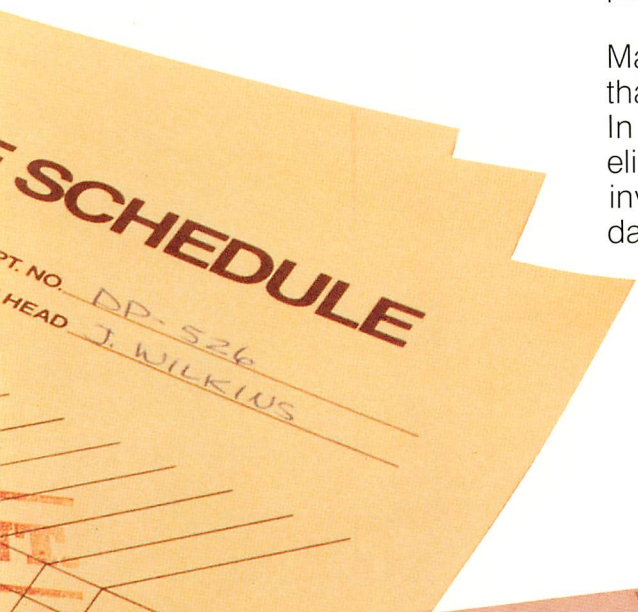 SCHEDULE
PT. NO. DP-526
HEAD J. WILKINS
Ma
tha
In
eli
inv
da